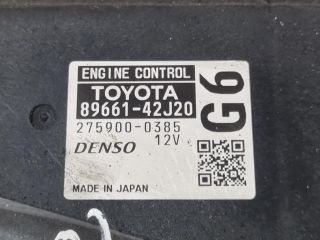 ENGINE CONTROL
TOYOTA
89661-42J20
275900-0385
DENSO 12V
MADE IN JAPAN
G6